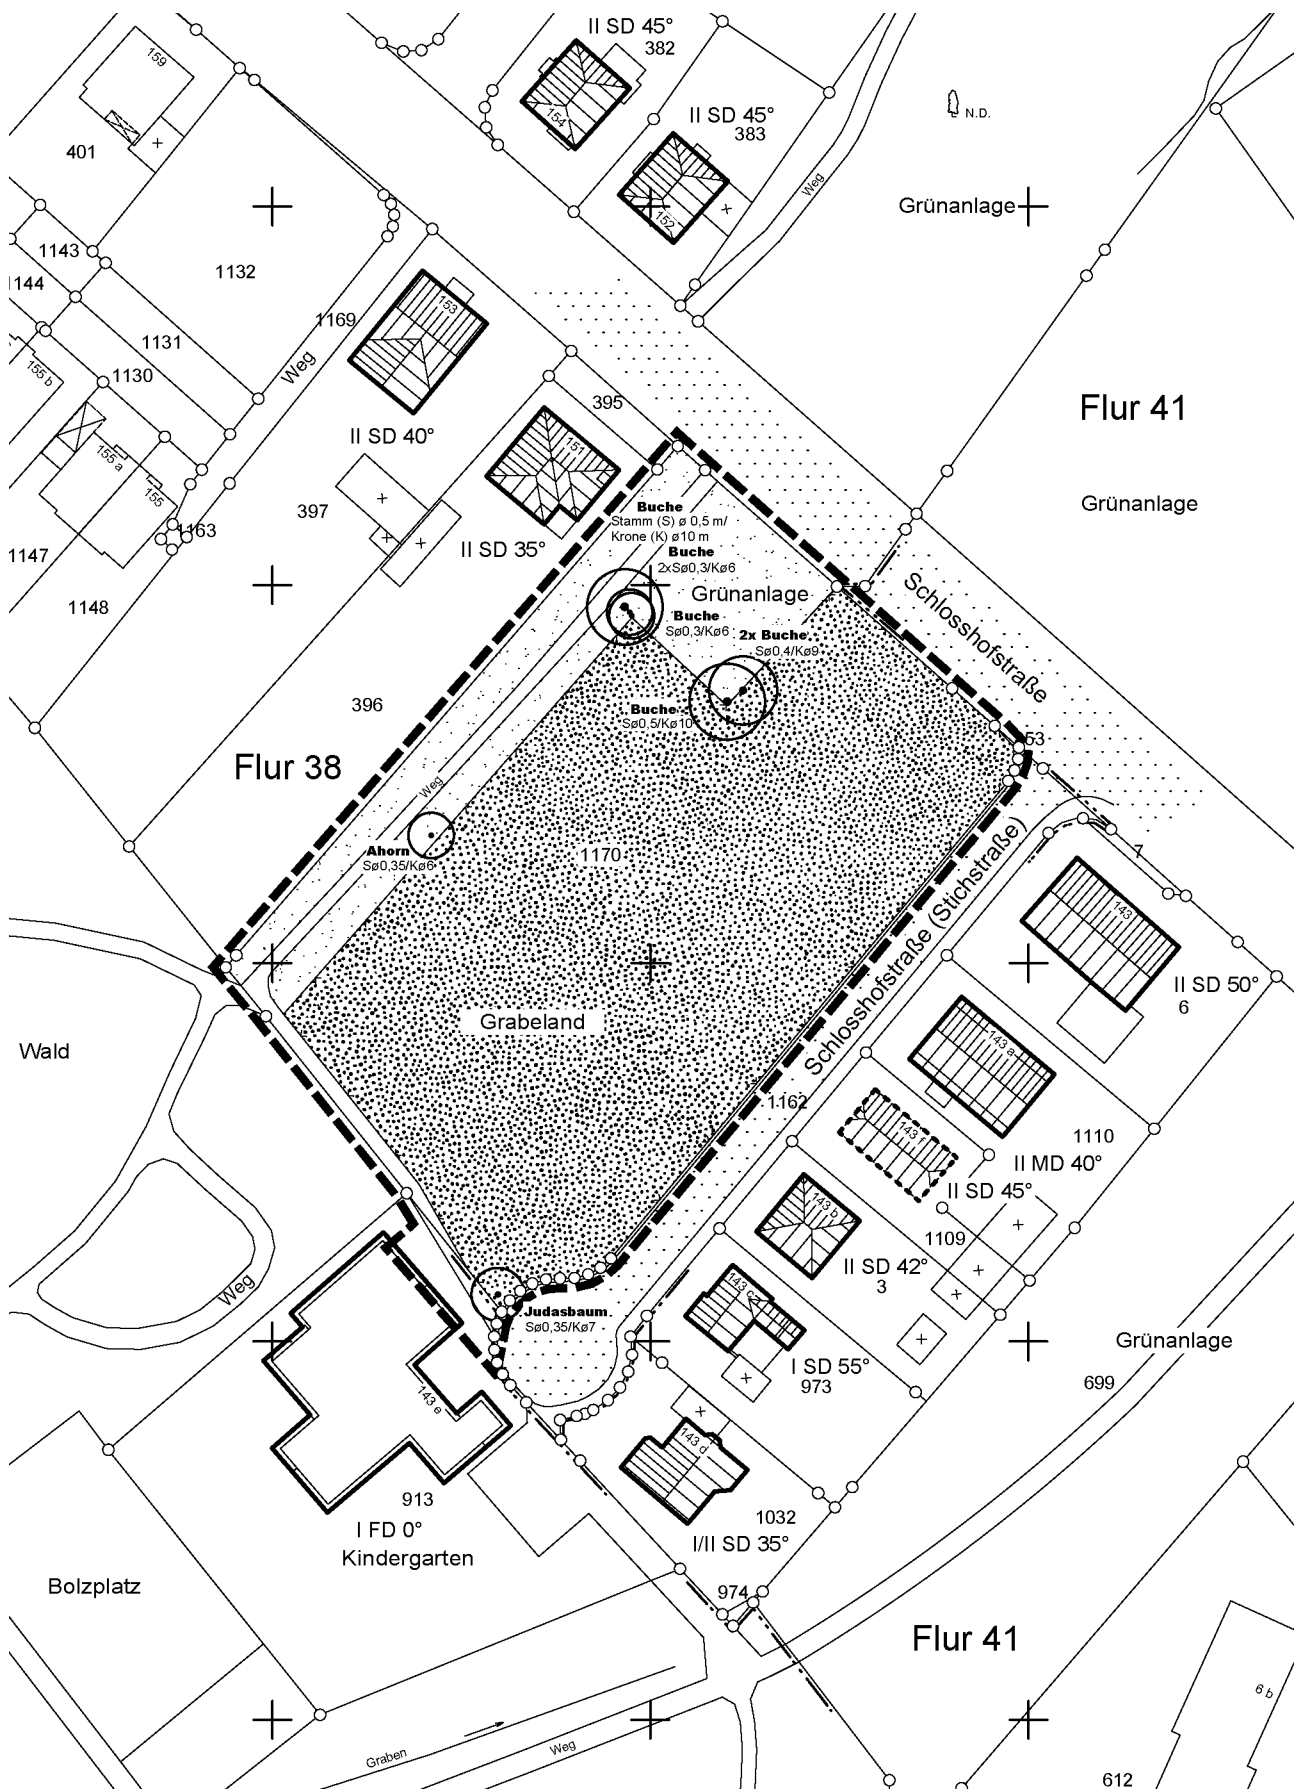 II SD 45°
382
159
154
II SD 45°
383
N.D.
401
Weg
Grünanlage
152
1143
1132
1144
153
1169
1131
Weg
1130
155 b
395
Flur 41
II SD 40°
151
155 a
155
397
Grünanlage
Buche
Stamm (S) ø 0,5 m/
Krone (K) ø10 m
1163
1147
II SD 35°
Buche
2xSø0,3/Kø6
1148
Grünanlage
Schlosshofstraße
Buche
Sø0,3/Kø6
2x Buche
Sø0,4/Kø9
396
Buche
Sø0,5/Kø10
53
Flur 38
Weg
Ahorn
Sø0,35/Kø6
1170
Schlosshofstraße (Stichstraße)
7
143
II SD 50°
6
Grabeland
Wald
143 a
1162
143 f
1110
II MD 40°
II SD 45°
143 b
1109
II SD 42°
3
Weg
143 c
Judasbaum
Sø0,35/Kø7
Grünanlage
I SD 55°
973
699
143 e
143 d
913
I FD 0°
Kindergarten
1032
I/II SD 35°
Bolzplatz
974
Flur 41
6 b
Graben
Weg
612